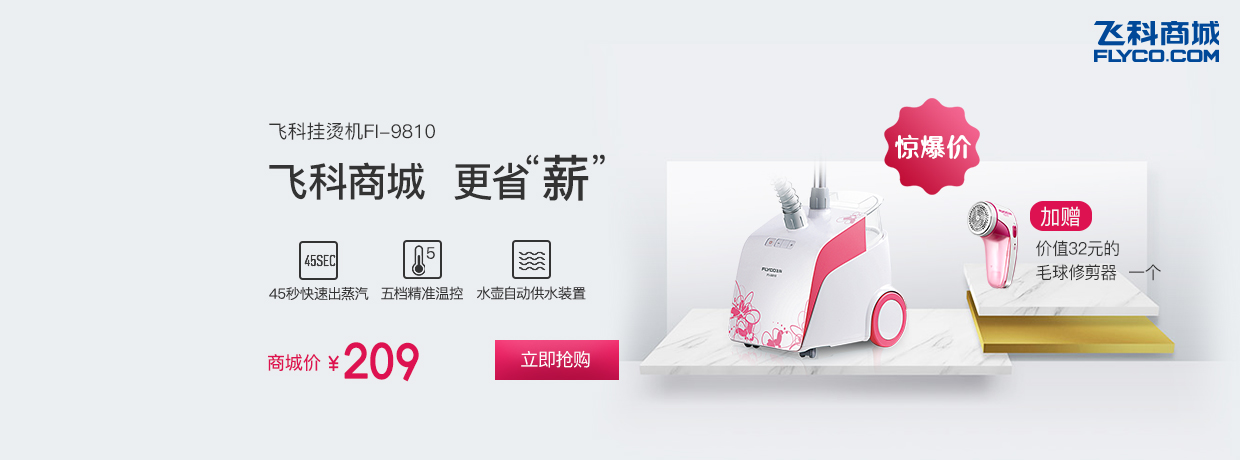 飞科商城
FLYCO.COM
飞科挂烫机FI-9810
飞科商城 更省“薪”
45SEC
5
45秒快速出蒸汽 五档精准温控 水壶自动供水装置
商城价 ¥209
立即抢购
惊爆价
加赠
价值32元的
毛球修剪器 一个
FLYCO